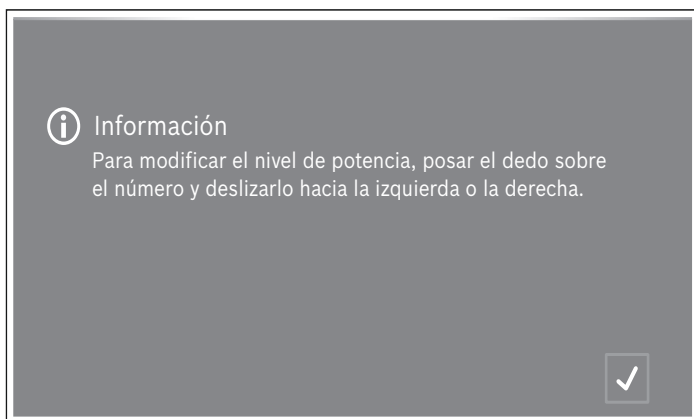 Información
Para modificar el nivel de potencia, posar el dedo sobre
el número y deslizarlo hacia la izquierda o la derecha.